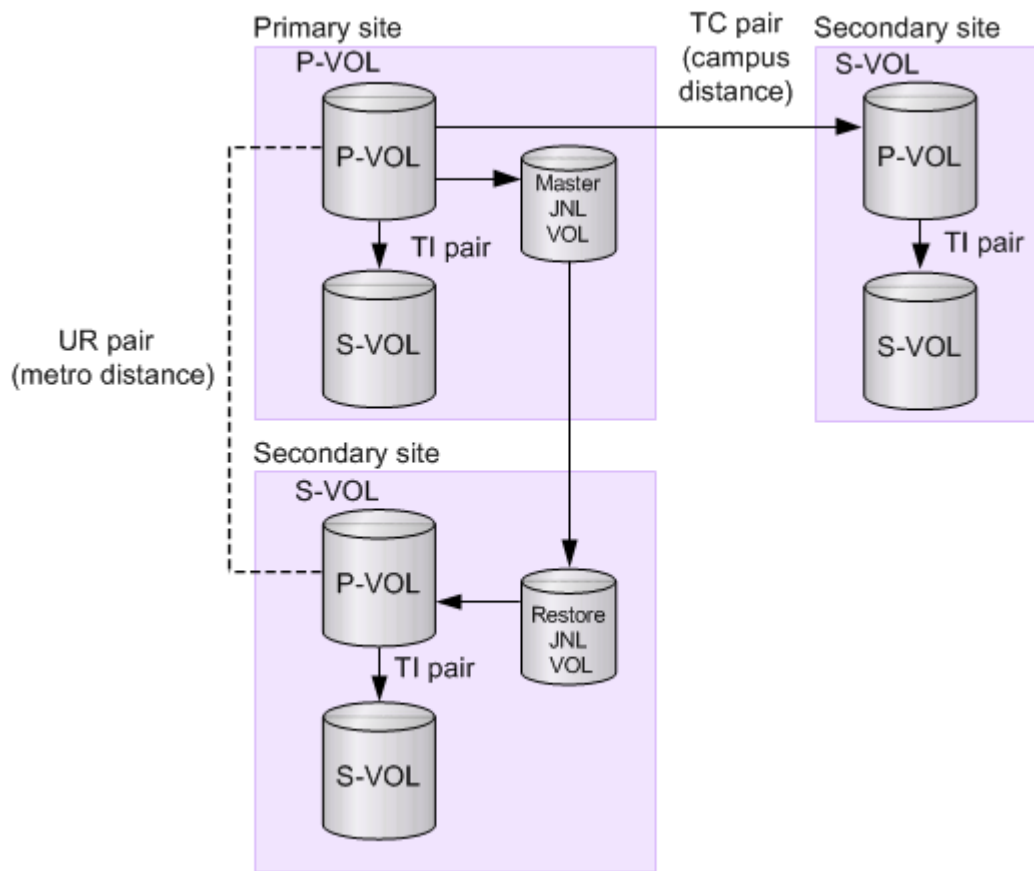 Primary site
P-VOL
P-VOL
Master
JNL
VOL
TI pair
S-VOL
TC pair
(campus
distance)
Secondary site
S-VOL
P-VOL
TI pair
S-VOL
UR pair
(metro distance)
Secondary site
S-VOL
P-VOL
Restore
JNL
VOL
TI pair
S-VOL